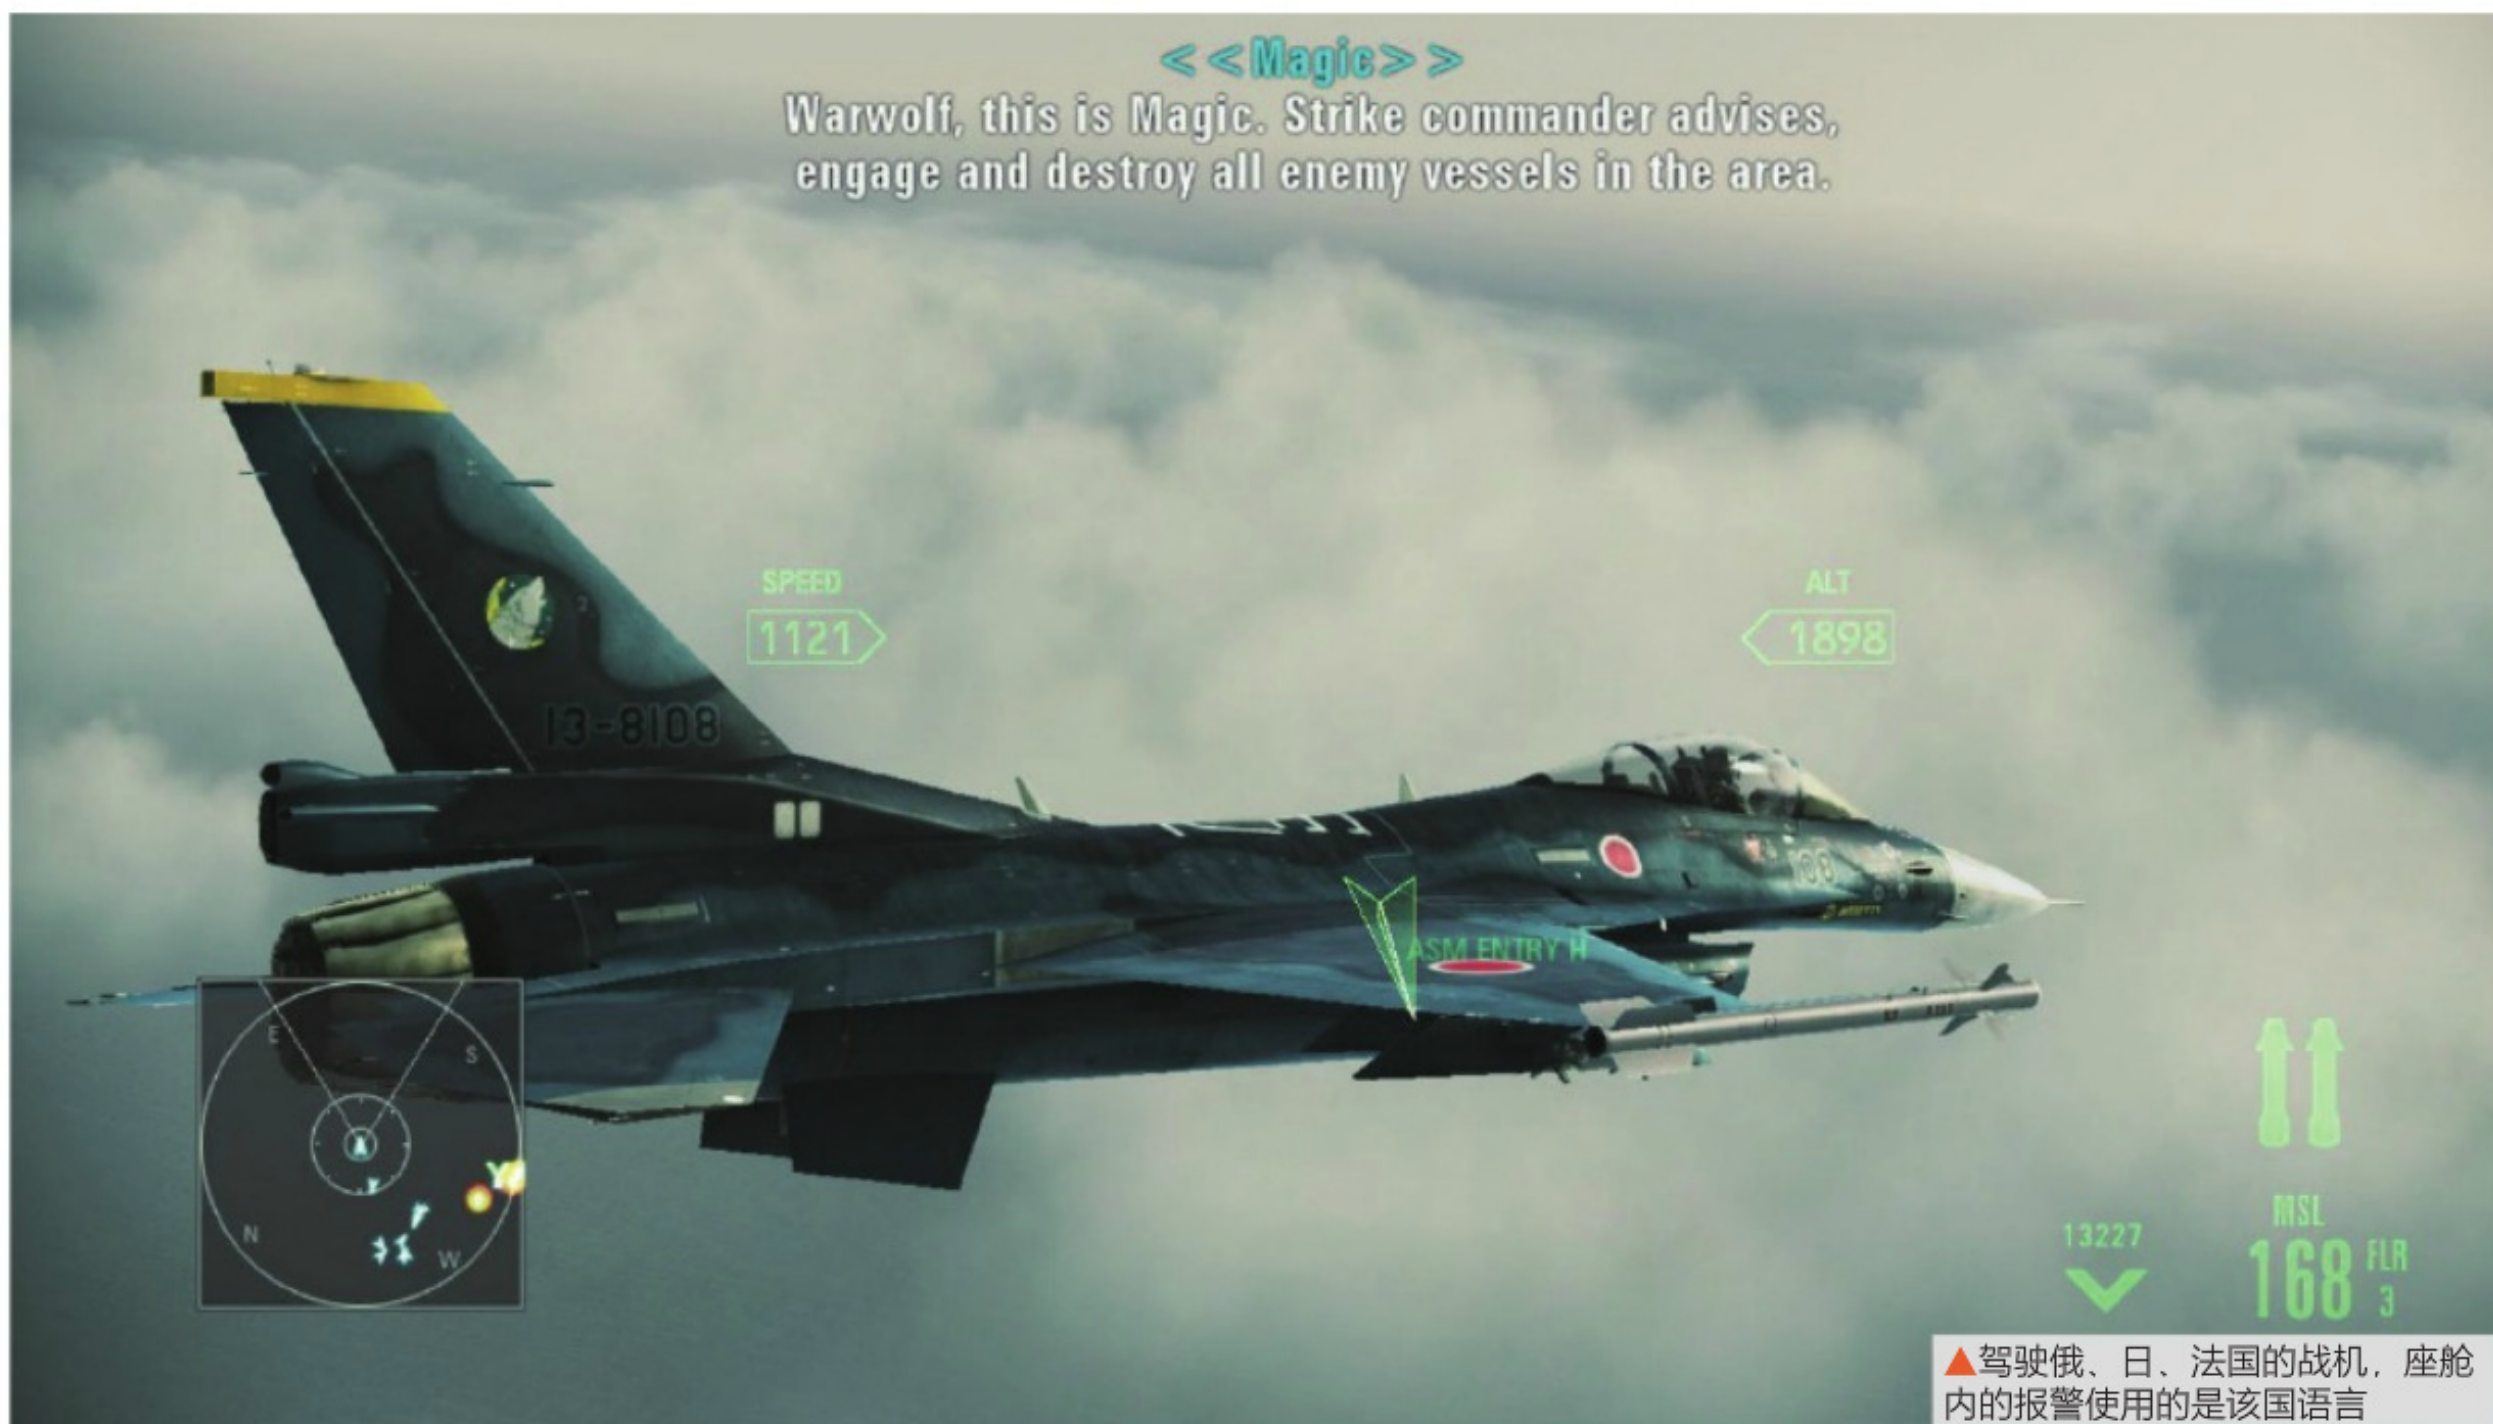 <<Magic>>
Warwolf, this is Magic. Strike commander advises,
engage and destroy all enemy vessels in the area.
SPEED
1121
ALT
1898
13-8108
108
ASM ENTRY H
E
S
N
W
13227
MSL
168
FLR
3
▲驾驶俄、日、法国的战机，座舱
内的报警使用的是该国语言